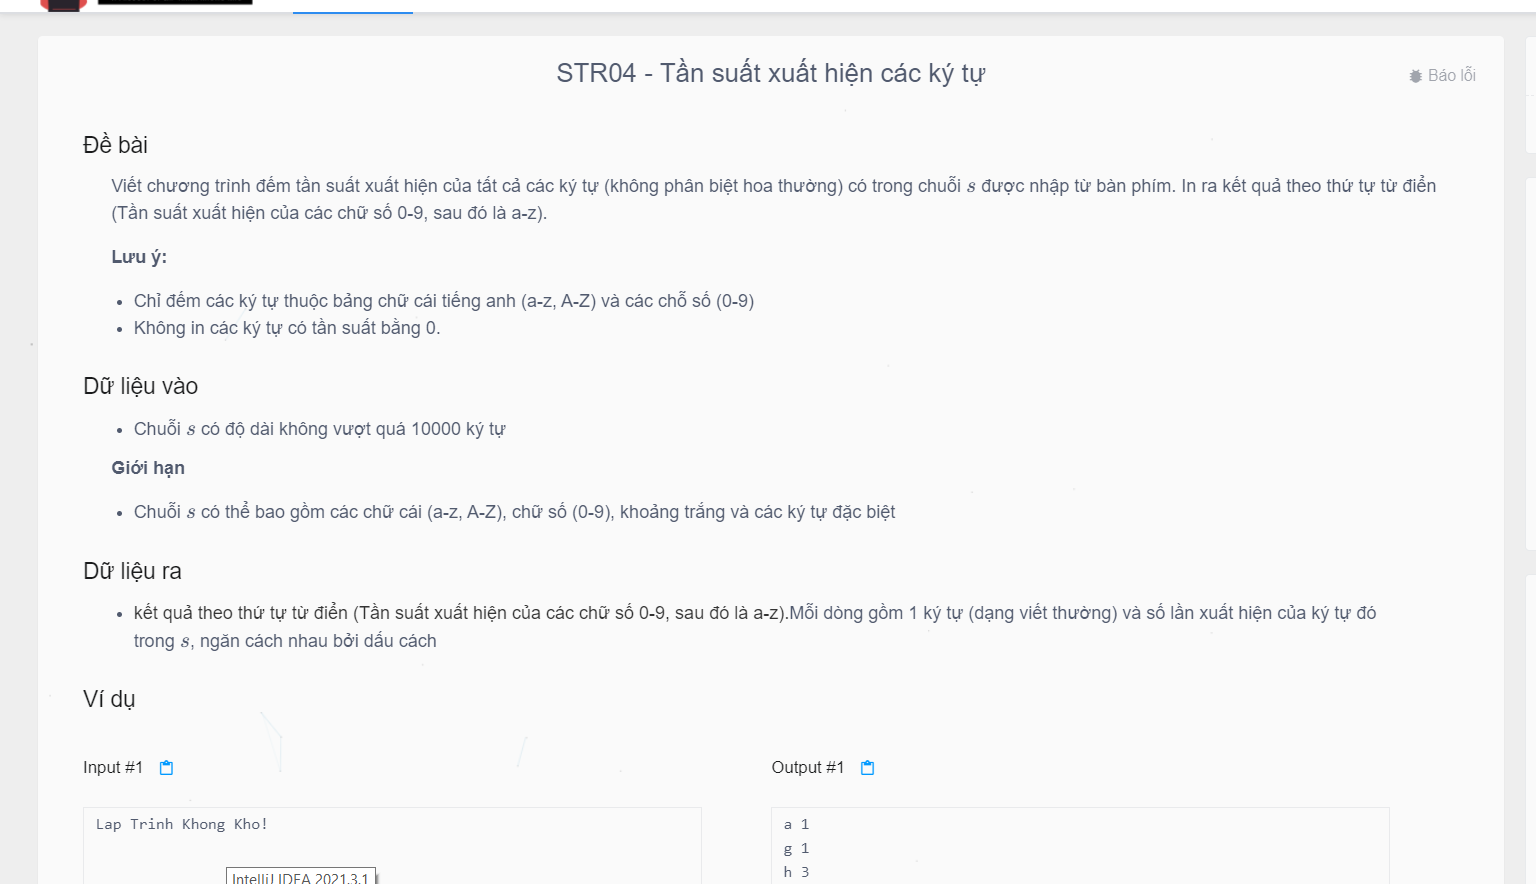 STR04 - Tần suất xuất hiện các ký tự
Báo lỗi
Đề bài
Viết chương trình đếm tần suất xuất hiện của tất cả các ký tự (không phân biệt hoa thường) có trong chuỗi s được nhập từ bàn phím. In ra kết quả theo thứ tự từ điển
(Tần suất xuất hiện của các chữ số 0-9, sau đó là a-z).
Lưu ý:
Chỉ đếm các ký tự thuộc bảng chữ cái tiếng anh (a-z, A-Z) và các chỗ số (0-9)
Không in các ký tự có tần suất bằng 0.
Dữ liệu vào
Chuỗi s có độ dài không vượt quá 10000 ký tự
Giới hạn
Chuỗi s có thể bao gồm các chữ cái (a-z, A-Z), chữ số (0-9), khoảng trắng và các ký tự đặc biệt
Dữ liệu ra
kết quả theo thứ tự từ điển (Tần suất xuất hiện của các chữ số 0-9, sau đó là a-z).Mỗi dòng gồm 1 ký tự (dạng viết thường) và số lần xuất hiện của ký tự đó
trong s, ngăn cách nhau bởi dấu cách
Ví dụ
Input #1
Output #1
Lap Trinh Khong Kho!
a 1
g 1
h 3
IntelliJ IDEA 2021.3.1